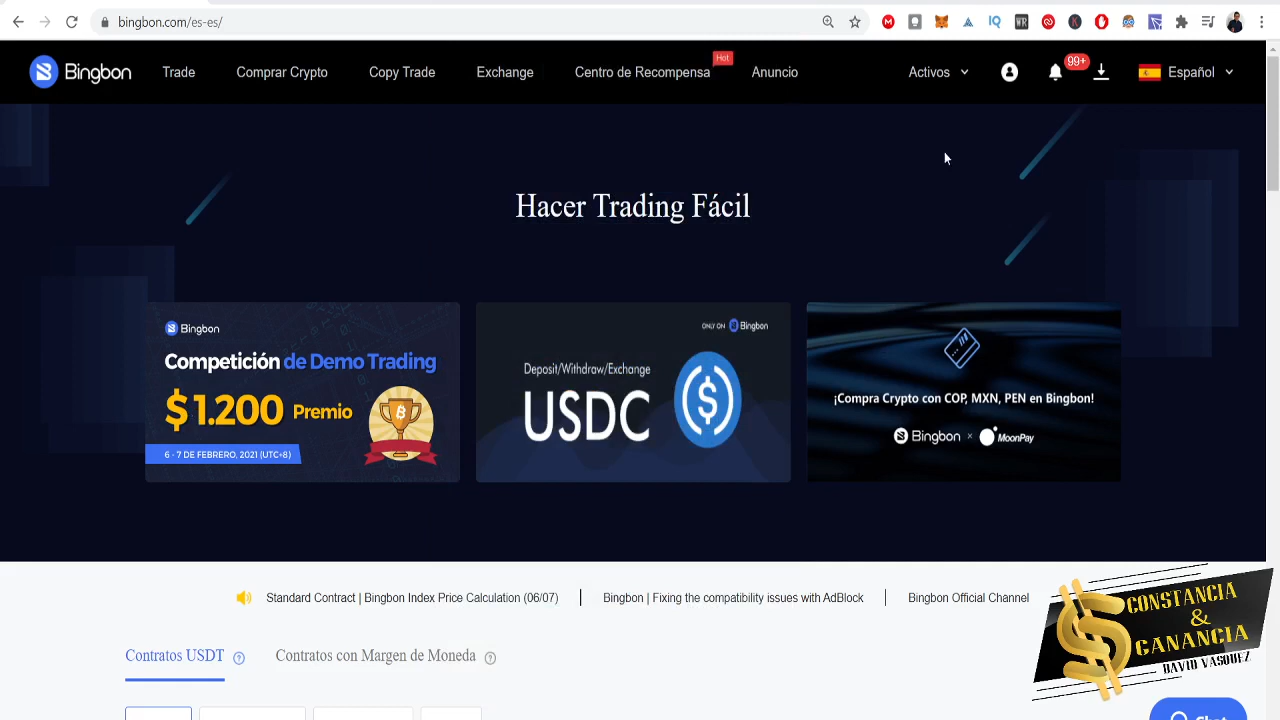 bingbon.com/es-es/
Bingbon Trade Comprar Crypto Copy Trade Exchange Centro de Recompensa Hot Anuncio Activos 99+ Español
Hacer Trading Fácil
Bingbon
Competición de Demo Trading
$1.200 Premio
6 - 7 DE FEBRERO, 2021 (UTC+8)
ONLY ON Bingbon
Deposit/Withdraw/Exchange
USDC
¡Compra Crypto con COP, MXN, PEN en Bingbon!
Bingbon × MoonPay
Standard Contract | Bingbon Index Price Calculation (06/07) Bingbon | Fixing the compatibility issues with AdBlock Bingbon Official Channel
Contratos USDT Contratos con Margen de Moneda
CONSTANCIA
&
GANANCIA
DAVID VASQUEZ
Chat